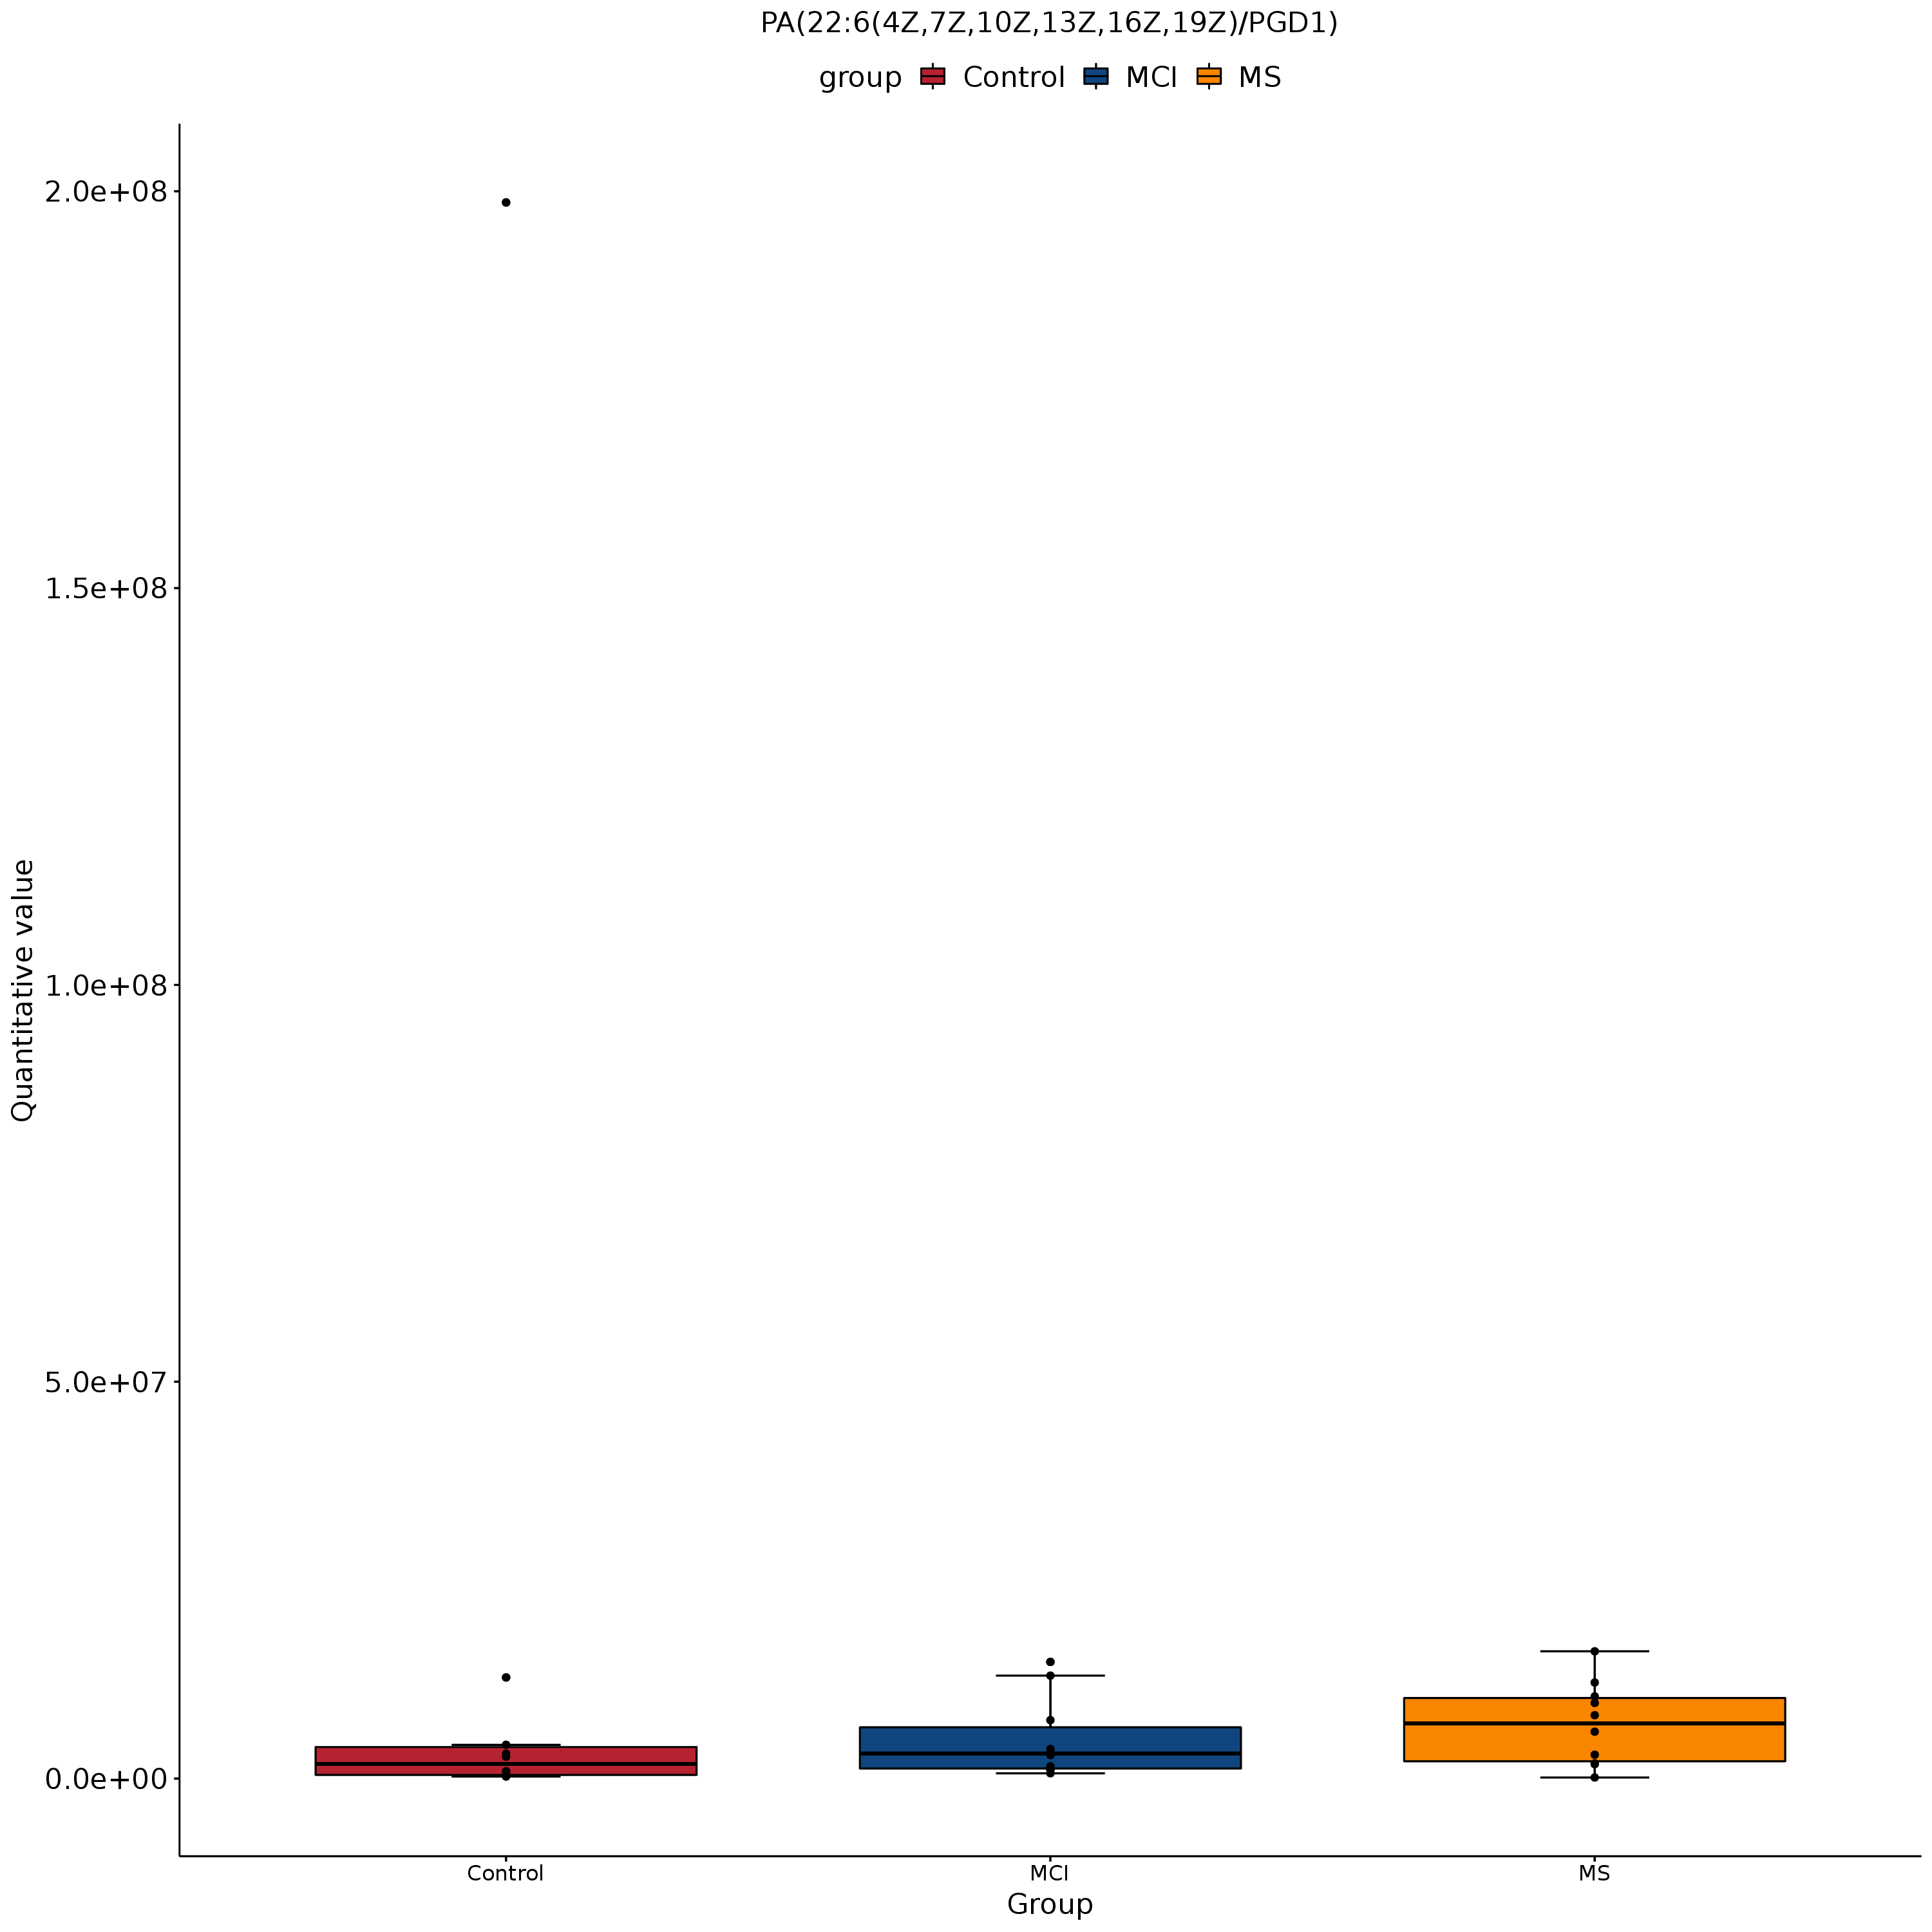 PA(22:6(4Z,7Z,10Z,13Z,16Z,19Z)/PGD1)
group Control MCI MS
2.0e+08
1.5e+08
1.0e+08
5.0e+07
0.0e+00
Quantitative value
Control MCI MS
Group